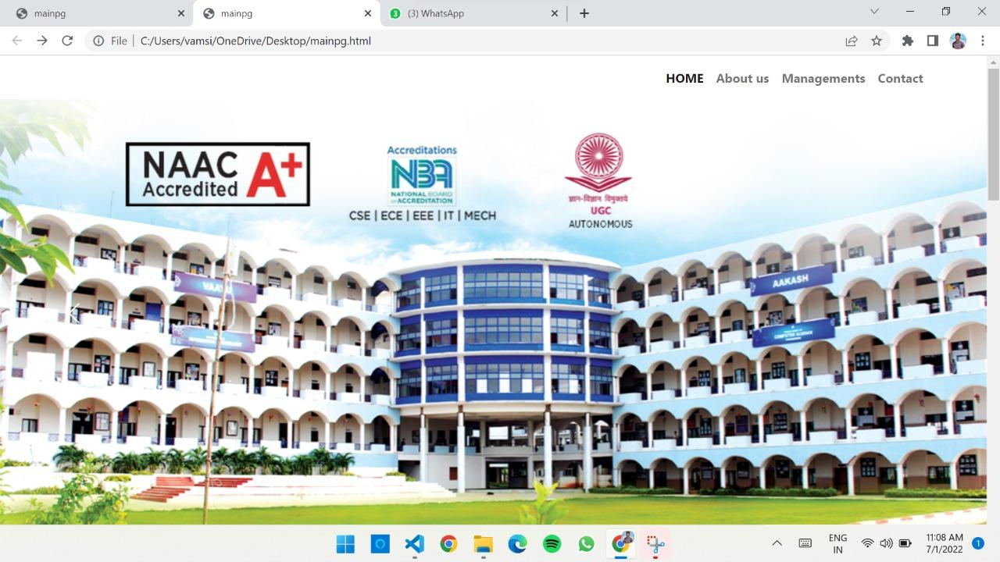 mainpg
mainpg
(3) WhatsApp
File
C:/Users/vamsi/OneDrive/Desktop/mainpg.html
HOME About us Managements Contact
NAAC
Accredited
A+
Accreditations
NBA
NATIONAL BOARD
OF ACCREDITATION
CSE | ECE | EEE | IT | MECH
ज्ञान-विज्ञान विमुक्तये
UGC
AUTONOMOUS
VAAYU
AAKASH
COMPUTER SCIENCE
ENG
IN
11:08 AM
7/1/2022
1